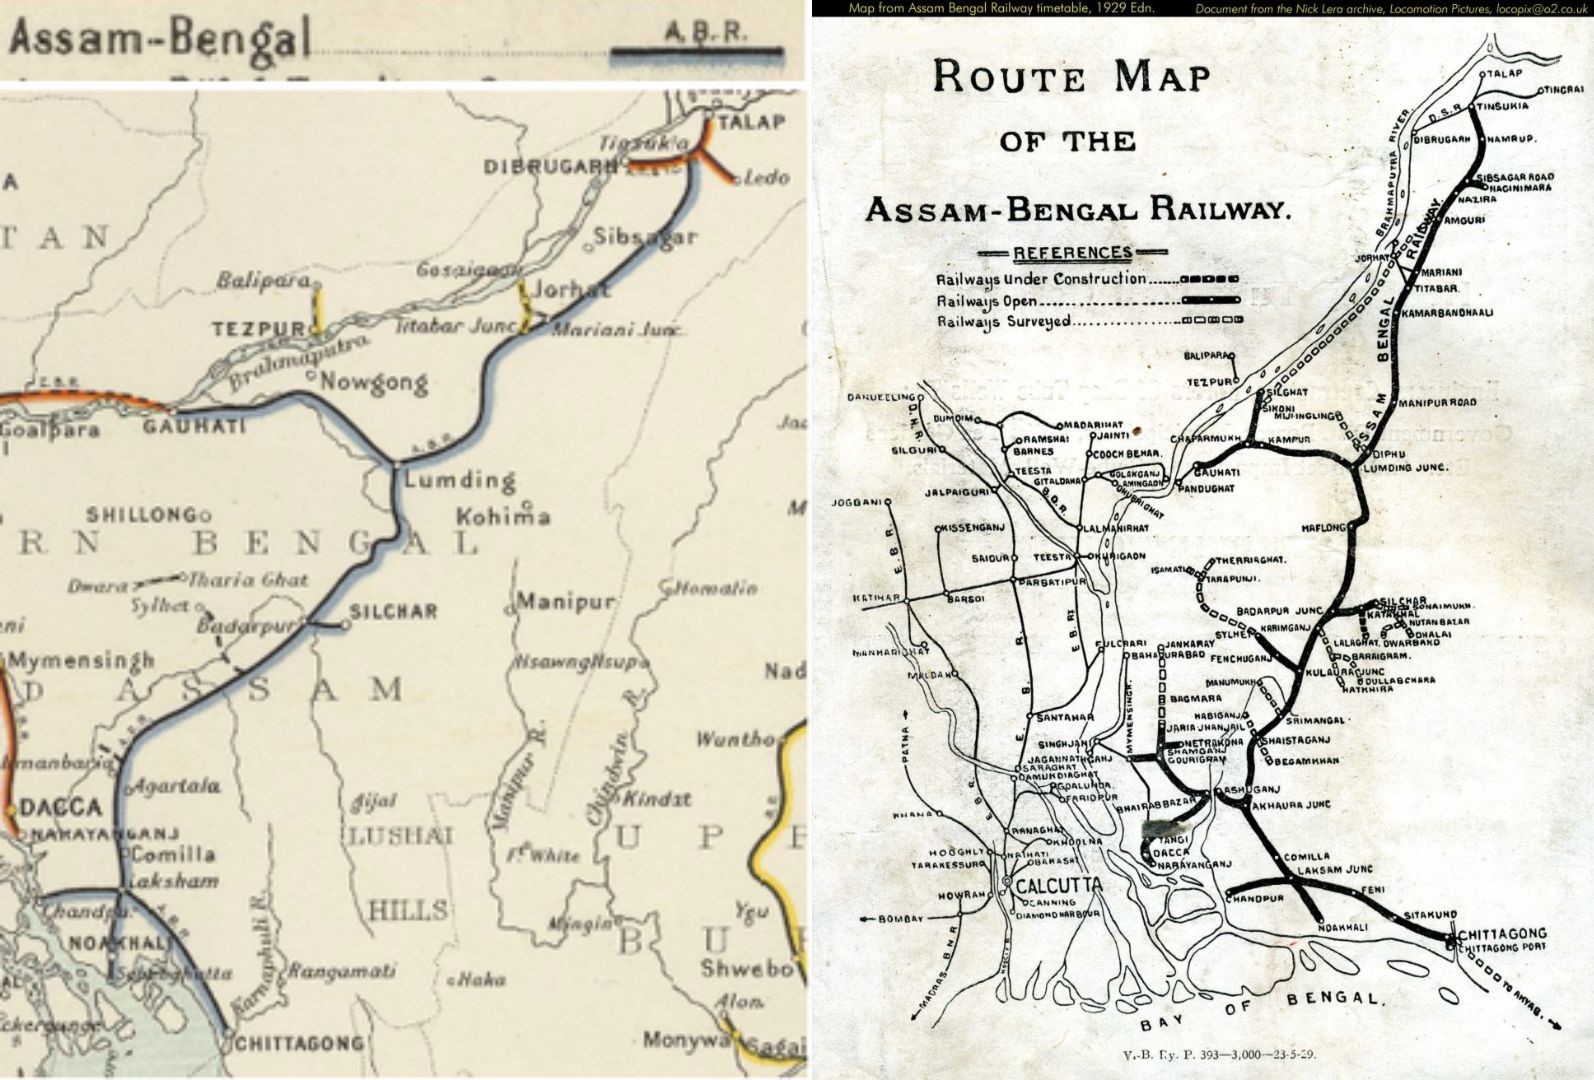 Assam-Bengal
A.B.R.
TALAP
Tinsukia
DIBRUGARH
Ledo
A
TAN
Sibsagar
Gosaigaon
Balipara
Jorhat
TEZPUR
Titabar Junc.
Mariani Junc.
Brahmaputra
Nowgong
Goalpara
GAUHATI
A.B.R.
Lumding
SHILLONG
Kohima
RN BENGAL
Dwara
Tharia Ghat
Homalin
Sylhet
SILCHAR
Manipur
Badarpur
Mymensingh
HsawngHsup
D ASSAM
Manipur R.
Chindwin R.
Wuntho
Agartala
Aijal
Kindat
DACCA
NARAYANGANJ
LUSHAI
U P P
Comilla
Ft. White
Laksham
HILLS
Chandpur
Mingin
Yeu
NOAKHALI
B U
Karnaphuli R.
Rangamati
Naka
Shwebo
Alon
CHITTAGONG
Monywa
Sagai
Map from Assam Bengal Railway timetable, 1929 Edn.
Document from the Nick Lera archive, Locomotion Pictures, locopix@o2.co.uk
ROUTE MAP
OF THE
ASSAM-BENGAL RAILWAY.
REFERENCES
Railways Under Construction
Railways Open
Railways Surveyed
TALAP
TINGRAI
D.S.R.
TINSUKIA
DIBRUGARH
NAMRUP.
BRAHMAPUTRA RIVER
SIBSAGAR ROAD
NAGINIMARA
NAZIRA
AMGURI
JORHAT
MARIANI
TITABAR.
KAMARBANDHAALI
ASSAM BENGAL RAILWAY
BALIPARA
TEZPUR
SILGHAT
SIKONI
MIJINGLING
MANIPUR ROAD
DARJEELING
D.H.R.
DUMDIM
MADARIHAT
RAMSHAI
JAINTI
BARNES
COOCH BEHAR.
CHAPARMUKH
KAMPUR
DIPHU
LUMDING JUNC.
SILGURI
TEESTA
GITALDAHA
GOLAKGANJ
AMINGAON
GAUHATI
PANDUGHAT
JALPAIGURI
B.D.R.
DHUBRIGHAT
JOGBANI
KISSENGANJ
LALMANIRHAT
HAFLONG
E.B.R.
SAIDUR
TEESTA
KURIGAON
ISAMATI
THERRIAGHAT.
TARAPUNJI.
PARBATIPUR
KATIHAR
BARSOI
BADARPUR JUNC.
SILCHAR
KATAKHAL
SONAIMUKH.
NUTAN BAZAR
DHALAI
KARIMGANJ
LALAGHAT.
DWARBAND
SYLHET
FULCHARI
BAHADURABAD
JANKARAY
FENCHUGANJ
BARAIGRAM.
MANHARIGHAT
MALDAH
KULAURA JUNC
DULLABCHARA
KATKHIRA
MANUMUKH
BAGMARA
HABIGANJ
SRIMANGAL.
SANTAHAR
JARIA JHANJAIL
MYMENSINGH.
NETRAKONA
SHAMGANJ
GOURIGRAM
SHAISTAGANJ
BEGAMKHAN
SINGHJANI
JAGANNATHGANJ
SARAGHAT
DAMUKDIAGHAT
GOALUNDA.
FARIDPUR
PATNA
BHAIRAB BAZAR
ASHUGANJ
AKHAURA JUNC
KHANA
RANAGHAT
KHOOLNA
TANGI
DACCA
NARAYANGANJ
HOOGHLY
NAIHATI
BARASAT
TARAKESSUR
COMILLA
LAKSAM JUNC
CALCUTTA
HOWRAH
CANNING
DIAMOND HARBOUR
CHANDPUR
FENI
BOMBAY
NOAKHALI
SITAKUND
CHITTAGONG
CHITTAGONG PORT
B.N.R.
MADRAS
HOOGLY
TO AKYAB.
BAY OF BENGAL.
P. 393—3,000—23-5-29.